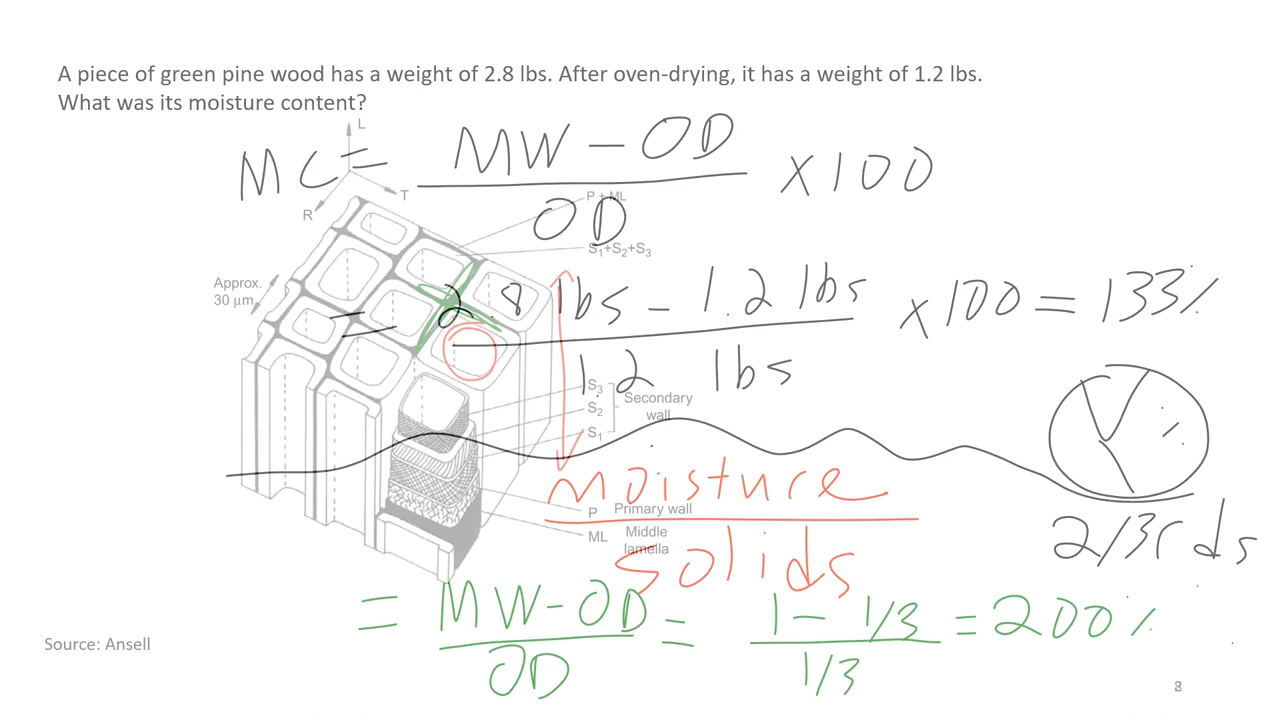 A piece of green pine wood has a weight of 2.8 lbs. After oven-drying, it has a weight of 1.2 lbs.
What was its moisture content?
L
T
R
MC = MW - OD x100
OD
P + ML
S1+S2+S3
Approx.
30 μm
2.8 lbs - 1.2 lbs x100 = 133%
1.2 lbs
S3
S2
S1
Secondary
wall
moisture
solids
P Primary wall
ML Middle
lamella
2/3rds
= MW-OD = 1 - 1/3 = 200%
OD 1/3
Source: Ansell